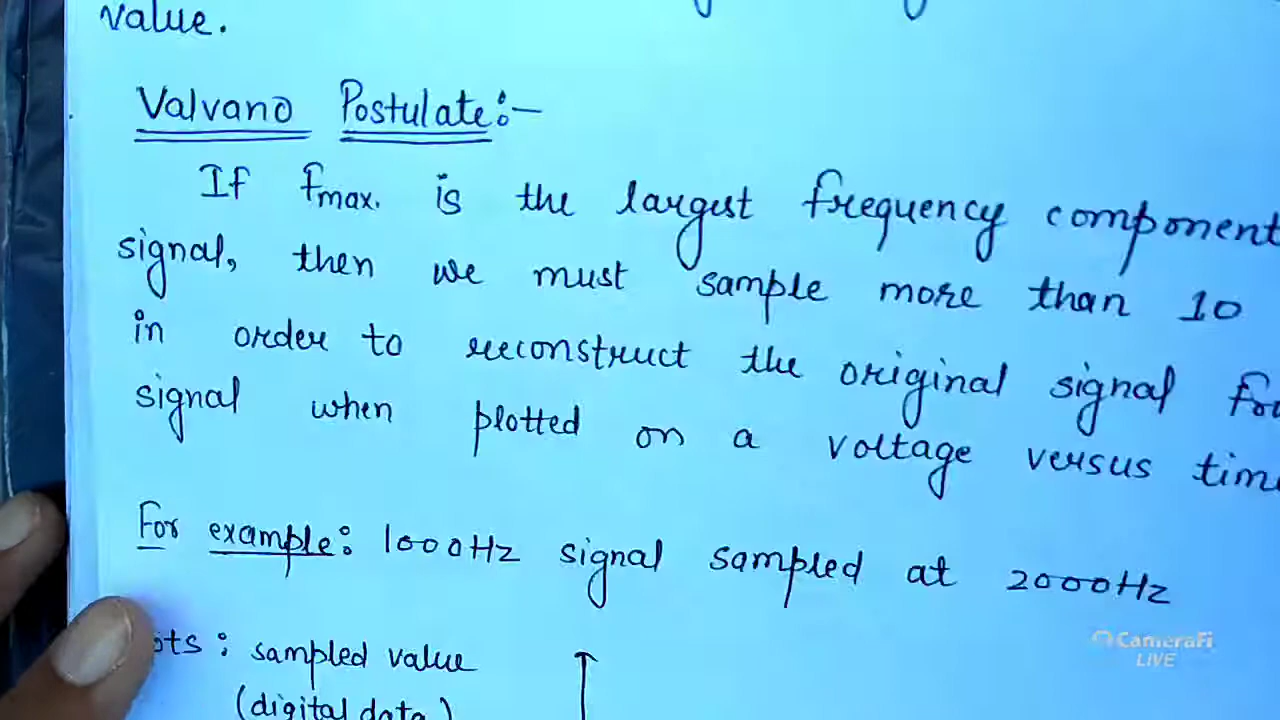 value.
Valvano Postulate:-
If fmax. is the largest frequency component
signal, then we must sample more than 10
in order to reconstruct the original signal
signal when plotted on a voltage versus
For example: 1000Hz signal sampled at 2000Hz
sampled value
(digital data)
CameraFi
LIVE